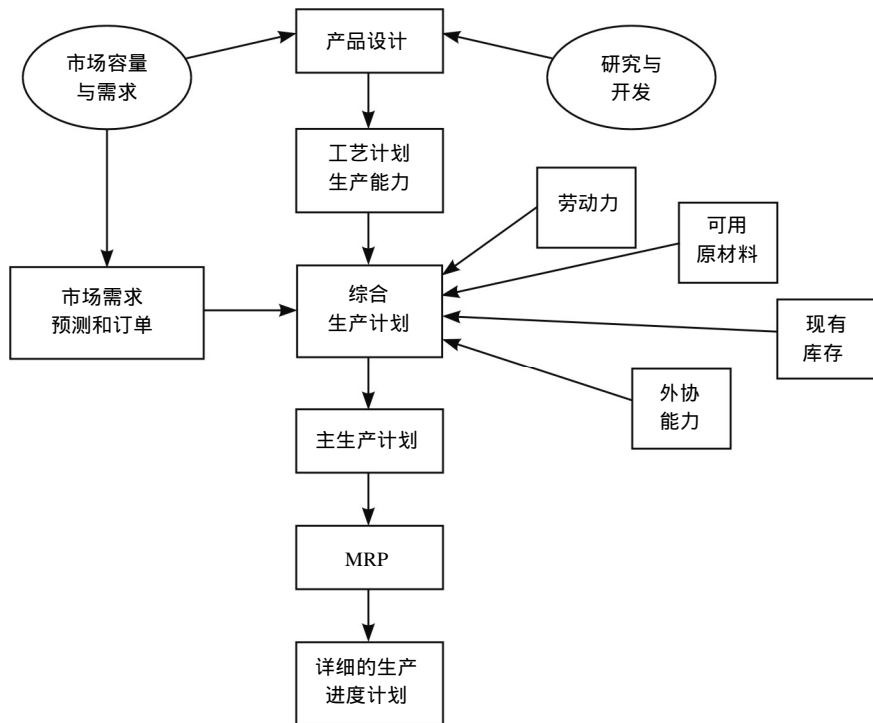 产品设计
市场容量
与需求
研究与
开发
工艺计划
生产能力
劳动力
可用
原材料
市场需求
预测和订单
综合
生产计划
现有
库存
外协
能力
主生产计划
MRP
详细的生产
进度计划